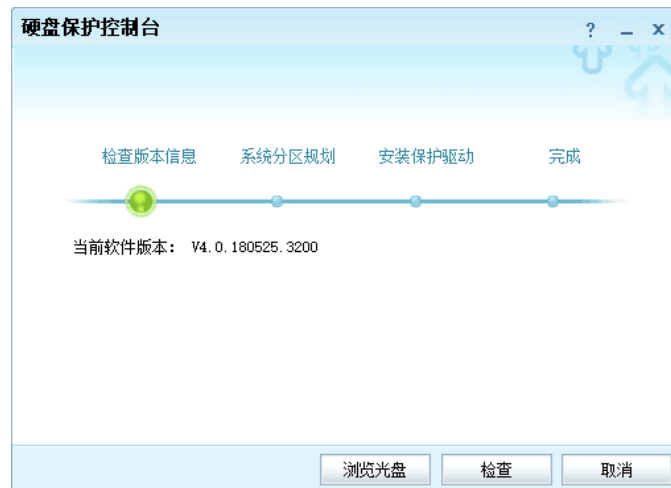 硬盘保护控制台 ? － x
检查版本信息 系统分区规划 安装保护驱动 完成
当前软件版本： V4.0.180525.3200
浏览光盘 检查 取消